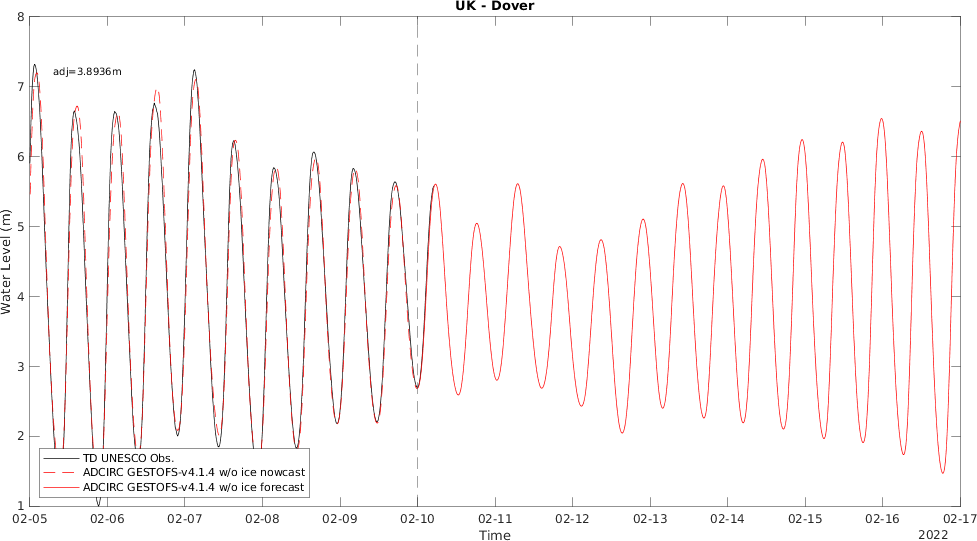 UK - Dover
adj=3.8936m
8
7
6
5
4
3
2
1
Water Level (m)
TD UNESCO Obs.
ADCIRC GESTOFS-v4.1.4 w/o ice nowcast
ADCIRC GESTOFS-v4.1.4 w/o ice forecast
02-05 02-06 02-07 02-08 02-09 02-10 02-11 02-12 02-13 02-14 02-15 02-16 02-17
Time
2022